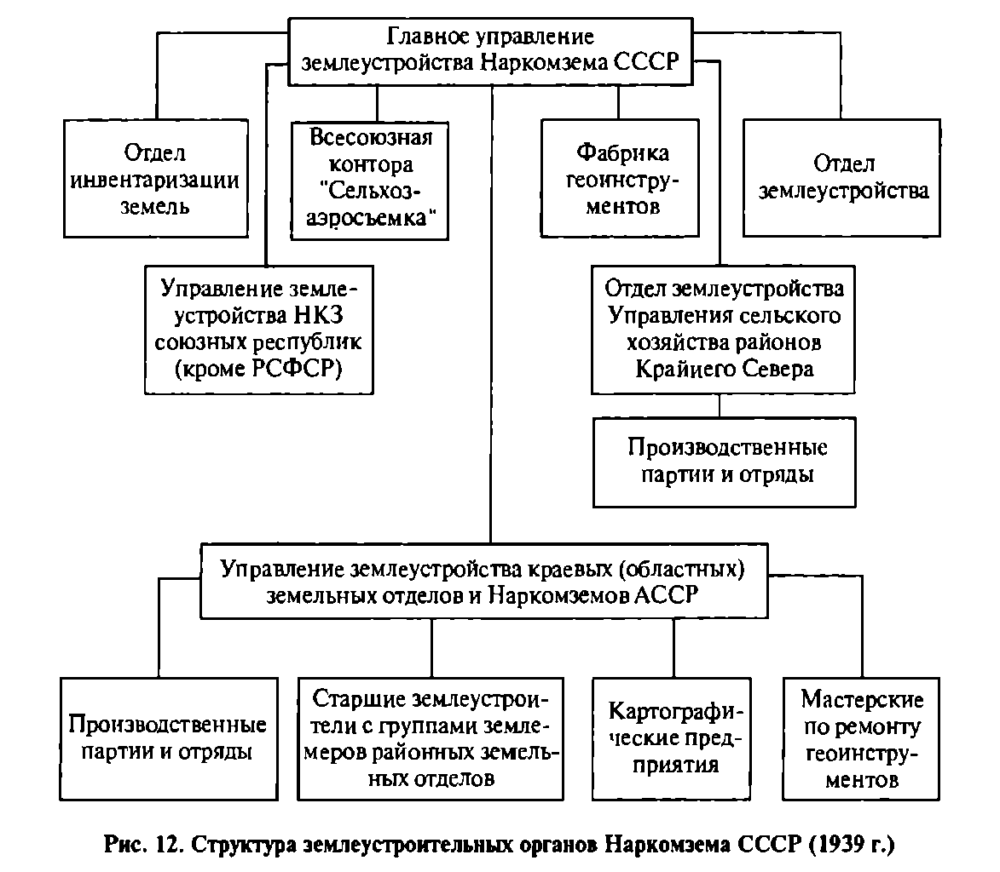 Главное управление
землеустройства Наркомзема СССР
Отдел
инвентаризации
земель
Всесоюзная
контора
"Сельхоз-
аэросъемка"
Фабрика
геоинстру-
ментов
Отдел
землеустройства
Управление земле-
устройства НКЗ
союзных республик
(кроме РСФСР)
Отдел землеустройства
Управления сельского
хозяйства районов
Крайиего Севера
Производственные
партии и отряды
Управление землеустройства краевых (областных)
земельных отделов и Наркомземов АССР
Производственные
партии и отряды
Старшие землеустрои-
тели с группами земле-
меров районных земель-
ных отделов
Картографи-
ческие пред-
приятия
Мастерские
по ремонту
геоинстру-
ментов
Рис. 12. Структура землеустроительных органов Наркомзема СССР (1939 г.)